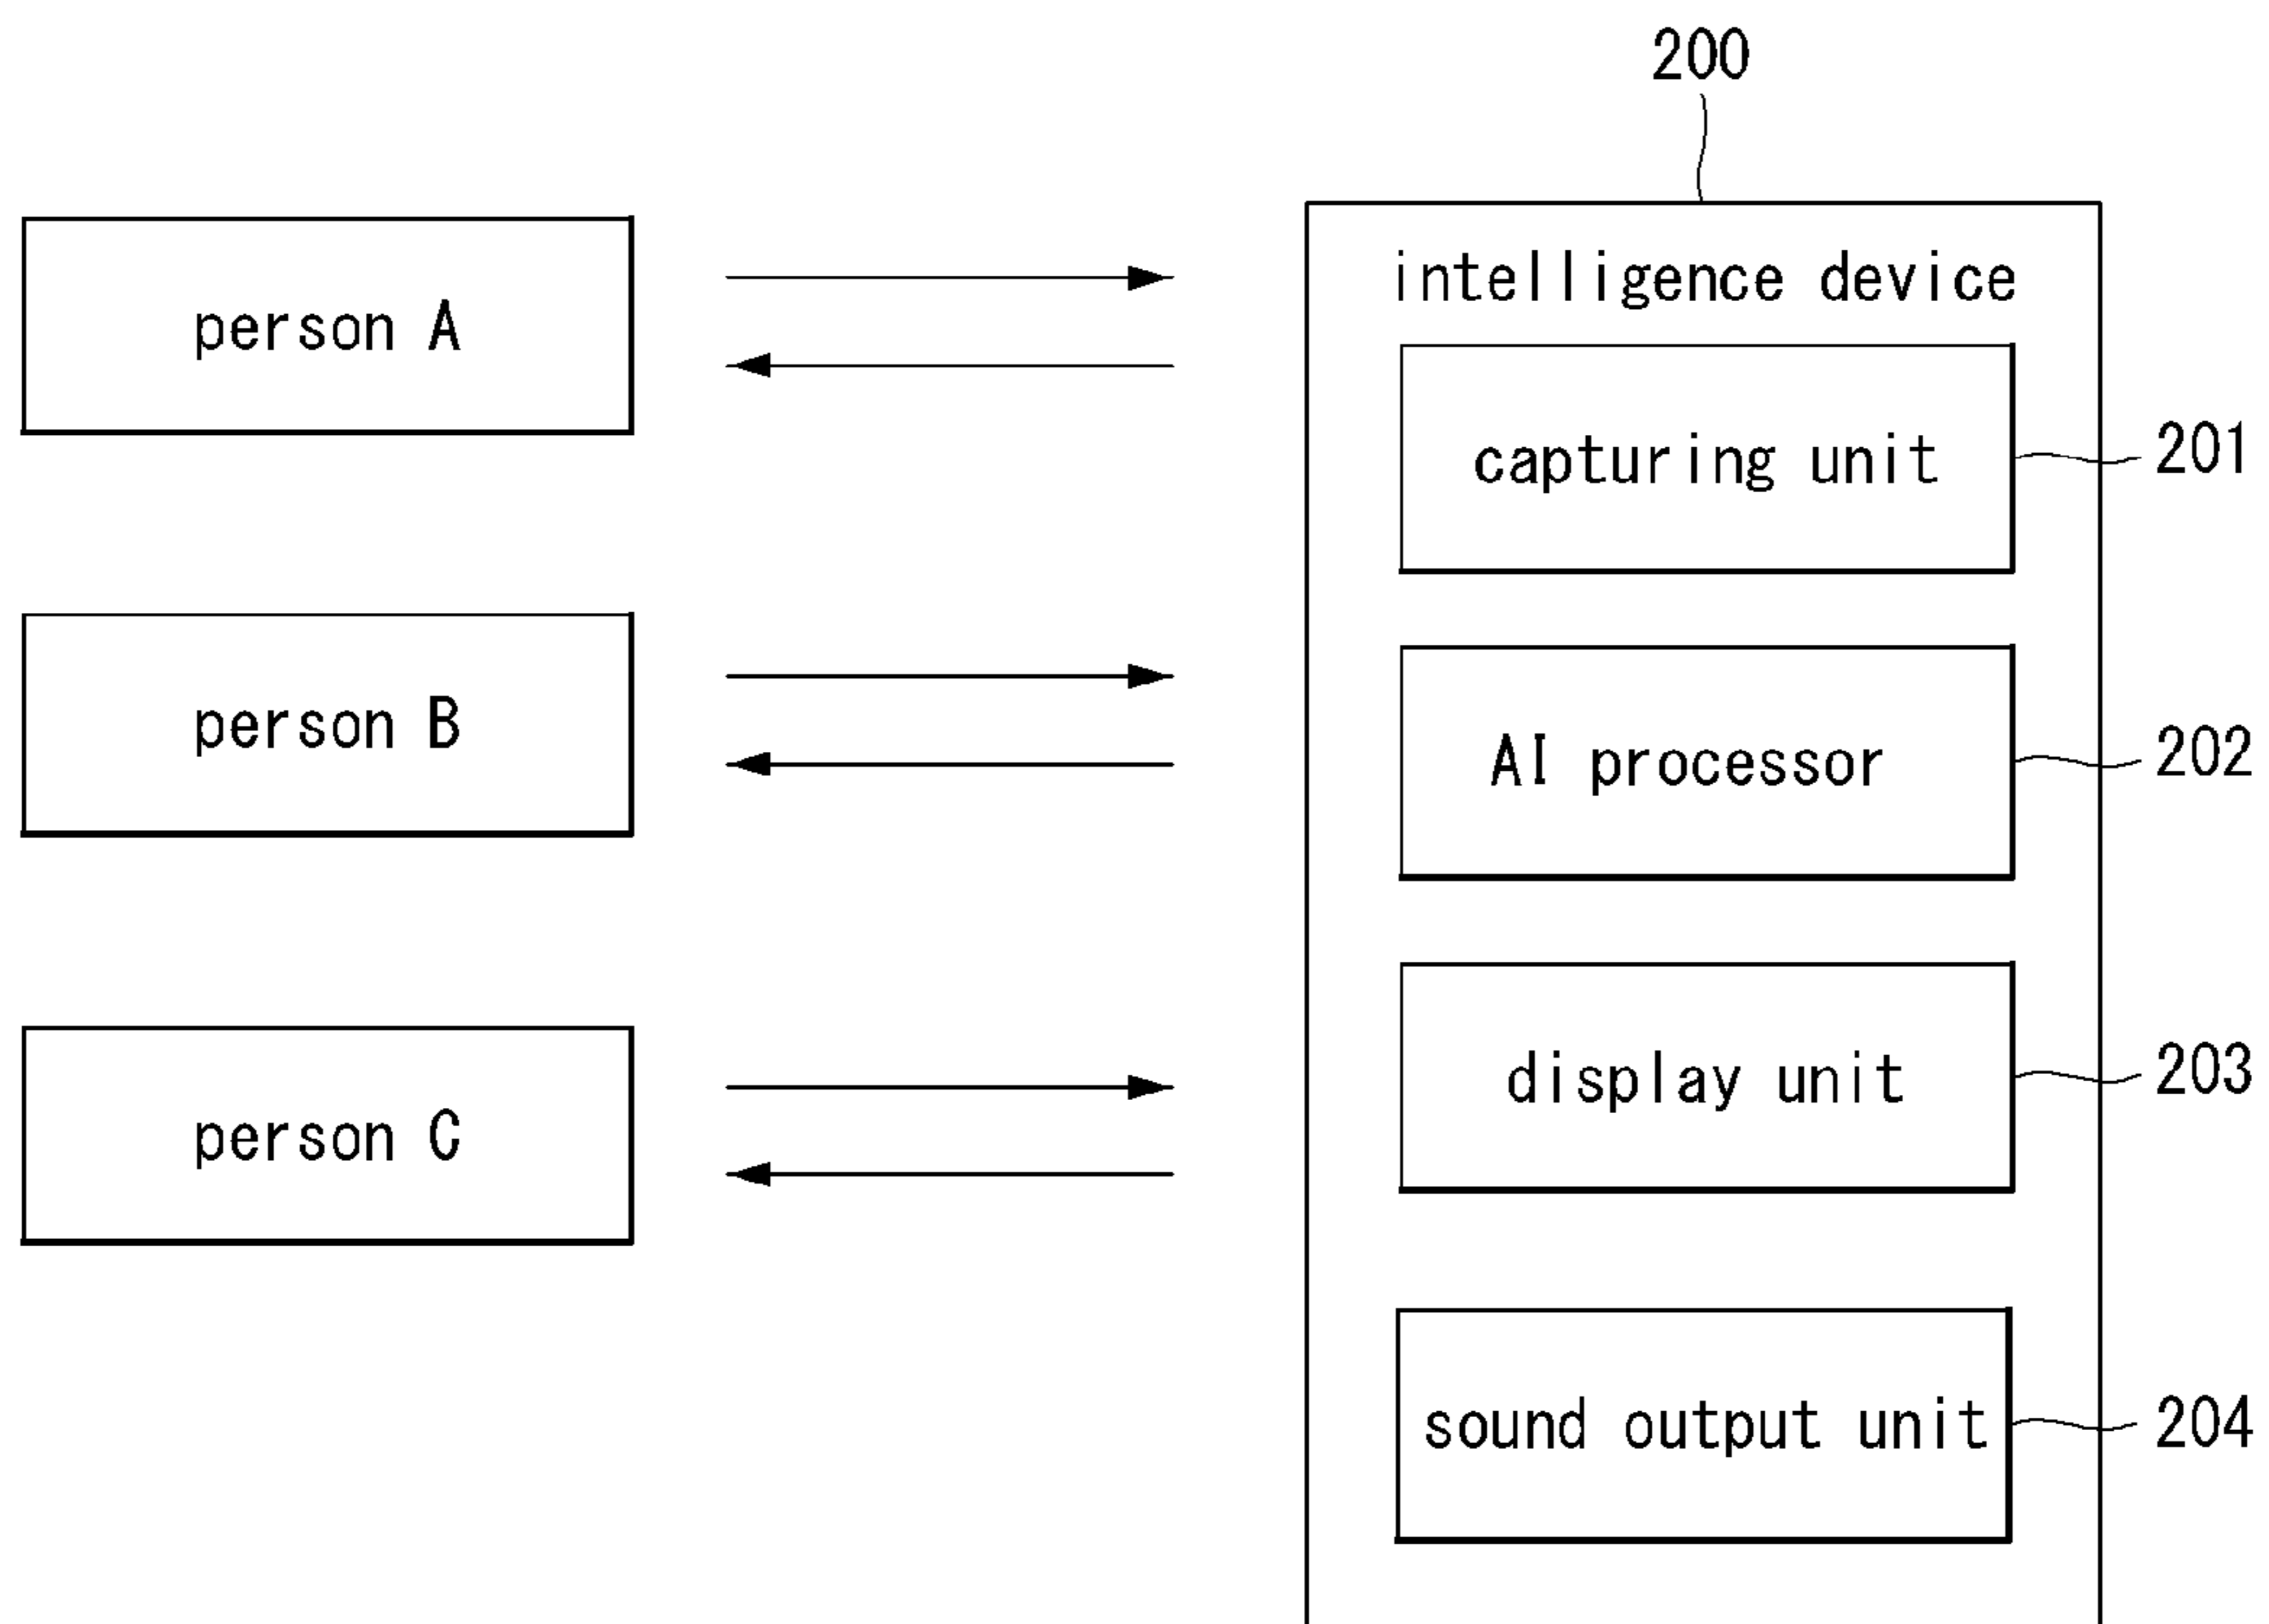 200
intelligence device
person A
capturing unit
201
person B
AI processor
202
person C
display unit
203
sound output unit
204